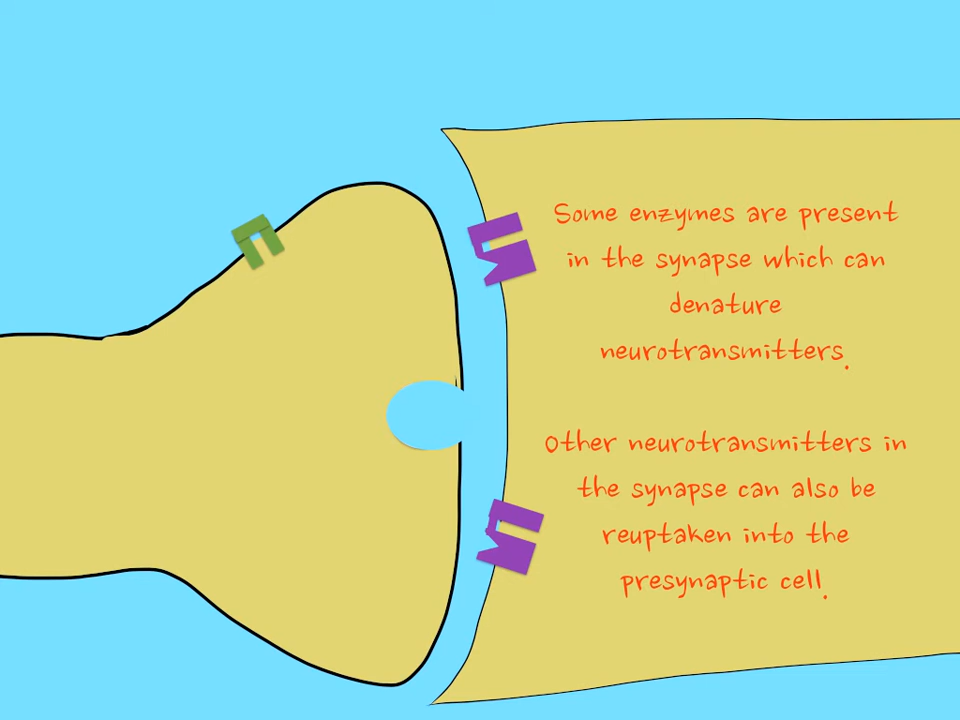 Some enzymes are present
in the synapse which can
denature
neurotransmitters.
Other neurotransmitters in
the synapse can also be
reuptaken into the
presynaptic cell.